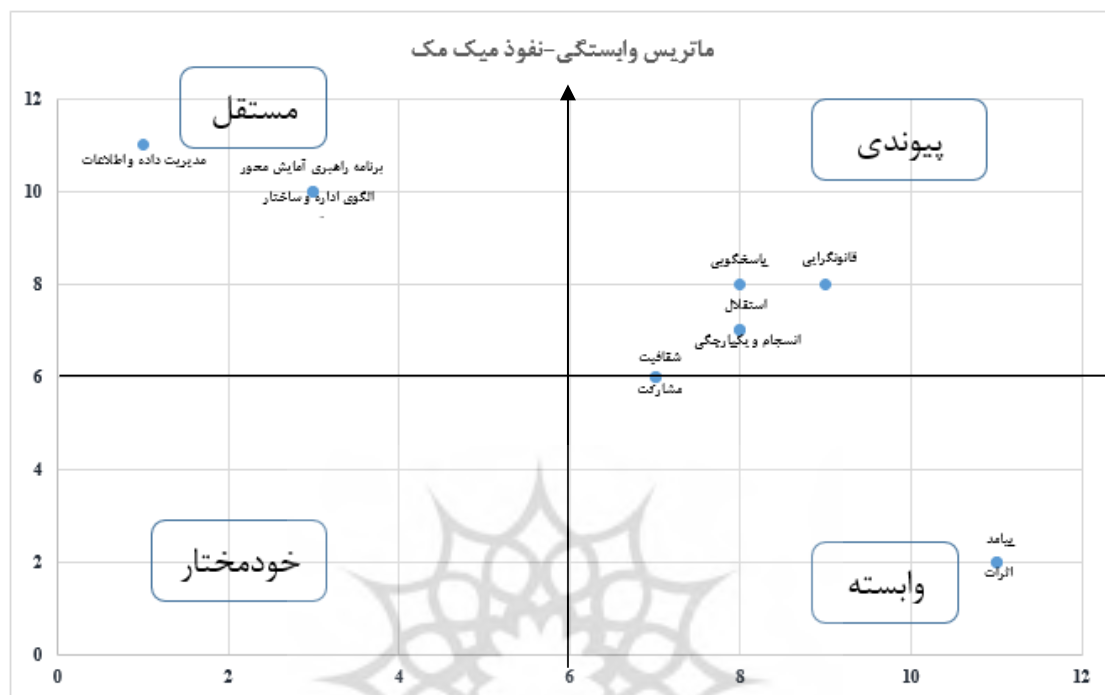 ماتریس وابستگی-نفوذ میک مک
12
مستقل
پیوندی
مدیریت داده و اطلاعات
برنامه راهبری آمایش محور
10
الگوی اداره و ساختار
پاسخگویی
قانونگرایی
8
استقلال
انسجام و یکپارچگی
شفافیت
6
مشارکت
4
خودمختار
وابسته
پیامد
2
اثرات
0
0 2 4 6 8 10 12